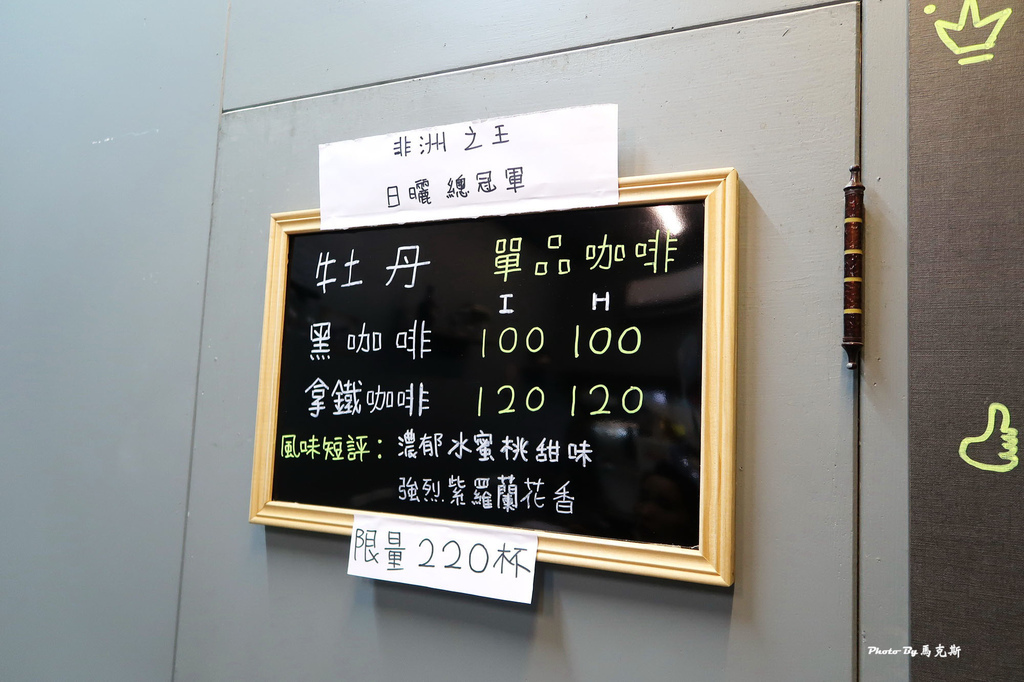 非洲之王
日曬總冠軍
牡丹 單品咖啡
I H
黑咖啡 100 100
拿鐵咖啡 120 120
風味短評：濃郁水蜜桃甜味
強烈紫羅蘭花香
限量220杯
Photo By 馬克斯